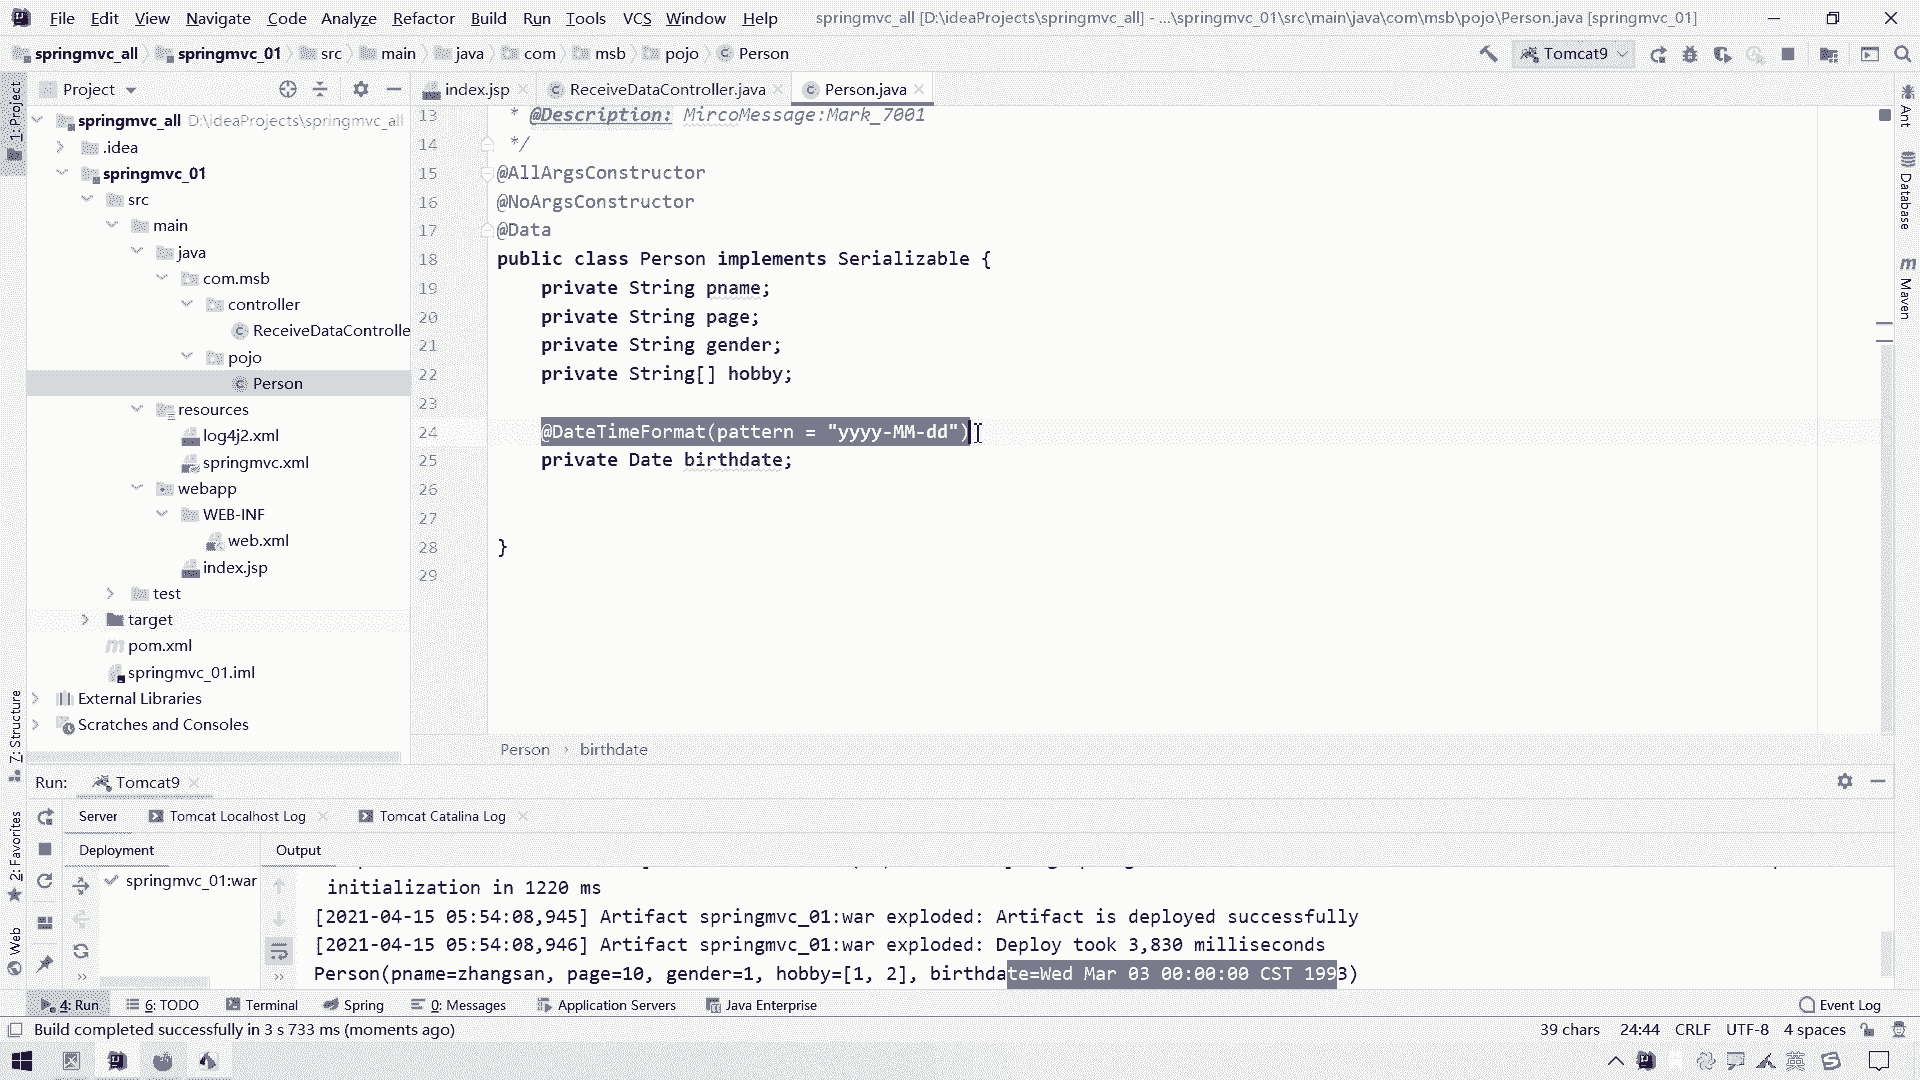 File Edit View Navigate Code Analyze Refactor Build Run Tools VCS Window Help springmvc_all [D:\ideaProjects\springmvc_all] - ...\springmvc_01\src\main\java\com\msb\pojo\Person.java [springmvc_01]
springmvc_all springmvc_01 src main java com msb pojo Person Tomcat9
Project index.jsp ReceiveDataController.java Person.java
1: Project
springmvc_all D:\ideaProjects\springmvc_all
.idea
springmvc_01
src
main
java
com.msb
controller
ReceiveDataControlle
pojo
Person
resources
log4j2.xml
springmvc.xml
webapp
WEB-INF
web.xml
index.jsp
test
target
pom.xml
springmvc_01.iml
External Libraries
Scratches and Consoles
13 * @Description: MircoMessage:Mark_7001
14 */
15 @AllArgsConstructor
16 @NoArgsConstructor
17 @Data
18 public class Person implements Serializable {
19 private String pname;
20 private String page;
21 private String gender;
22 private String[] hobby;
23
24 @DateTimeFormat(pattern = "yyyy-MM-dd")
25 private Date birthdate;
26
27
28 }
29
Person › birthdate
Ant
Database
m Maven
7: Structure
2: Favorites
Web
Run: Tomcat9
Server Tomcat Localhost Log Tomcat Catalina Log
Deployment Output
springmvc_01:war
initialization in 1220 ms
[2021-04-15 05:54:08,945] Artifact springmvc_01:war exploded: Artifact is deployed successfully
[2021-04-15 05:54:08,946] Artifact springmvc_01:war exploded: Deploy took 3,830 milliseconds
Person(pname=zhangsan, page=10, gender=1, hobby=[1, 2], birthdate=Wed Mar 03 00:00:00 CST 1993)
4: Run 6: TODO Terminal Spring 0: Messages Application Servers Java Enterprise Event Log
Build completed successfully in 3 s 733 ms (moments ago) 39 chars 24:44 CRLF UTF-8 4 spaces
英